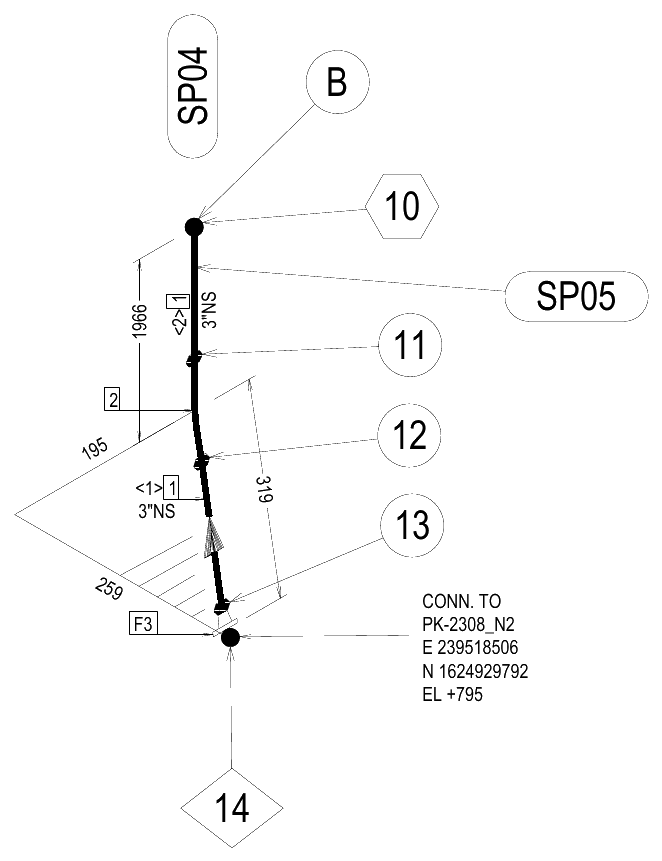 SP04
B
10
SP05
1966
<2> 1
3"NS
11
2
12
195
<1> 1
3"NS
319
13
259
F3
CONN. TO
PK-2308_N2
E 239518506
N 1624929792
EL +795
14